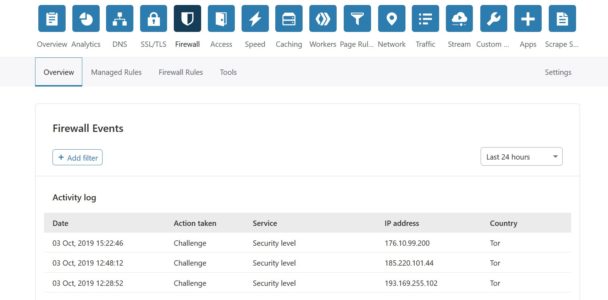 Overview Analytics DNS SSL/TLS Firewall Access Speed Caching Workers Page Rul... Network Traffic Stream Custom ... Apps Scrape S...
Overview Managed Rules Firewall Rules Tools Settings
Firewall Events
+ Add filter Last 24 hours
Activity log
Date Action taken Service IP address Country
03 Oct, 2019 15:22:46 Challenge Security level 176.10.99.200 Tor
03 Oct, 2019 12:48:12 Challenge Security level 185.220.101.44 Tor
03 Oct, 2019 12:28:52 Challenge Security level 193.169.255.102 Tor